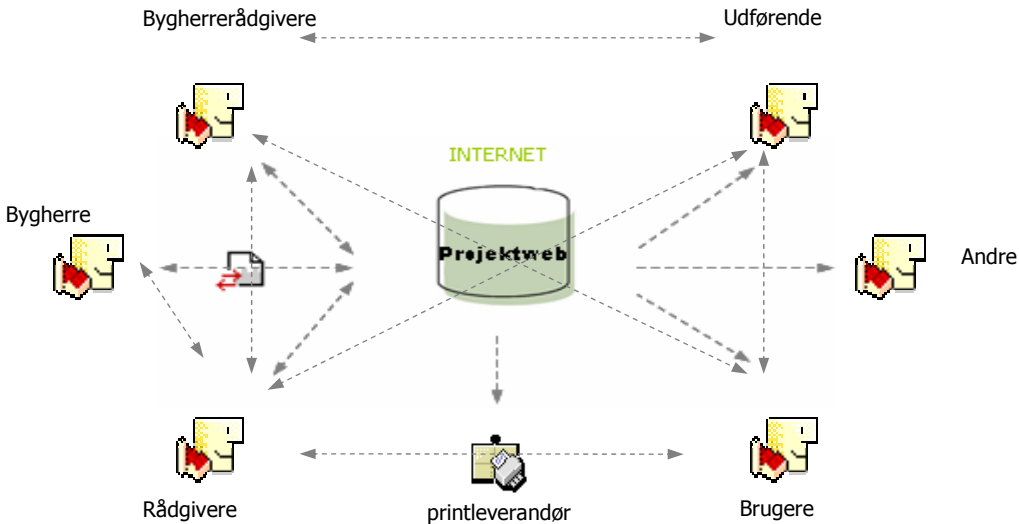 Bygherrerådgivere
Udførende
INTERNET
Bygherre
Projektweb
Andre
Rådgivere
printleverandør
Brugere